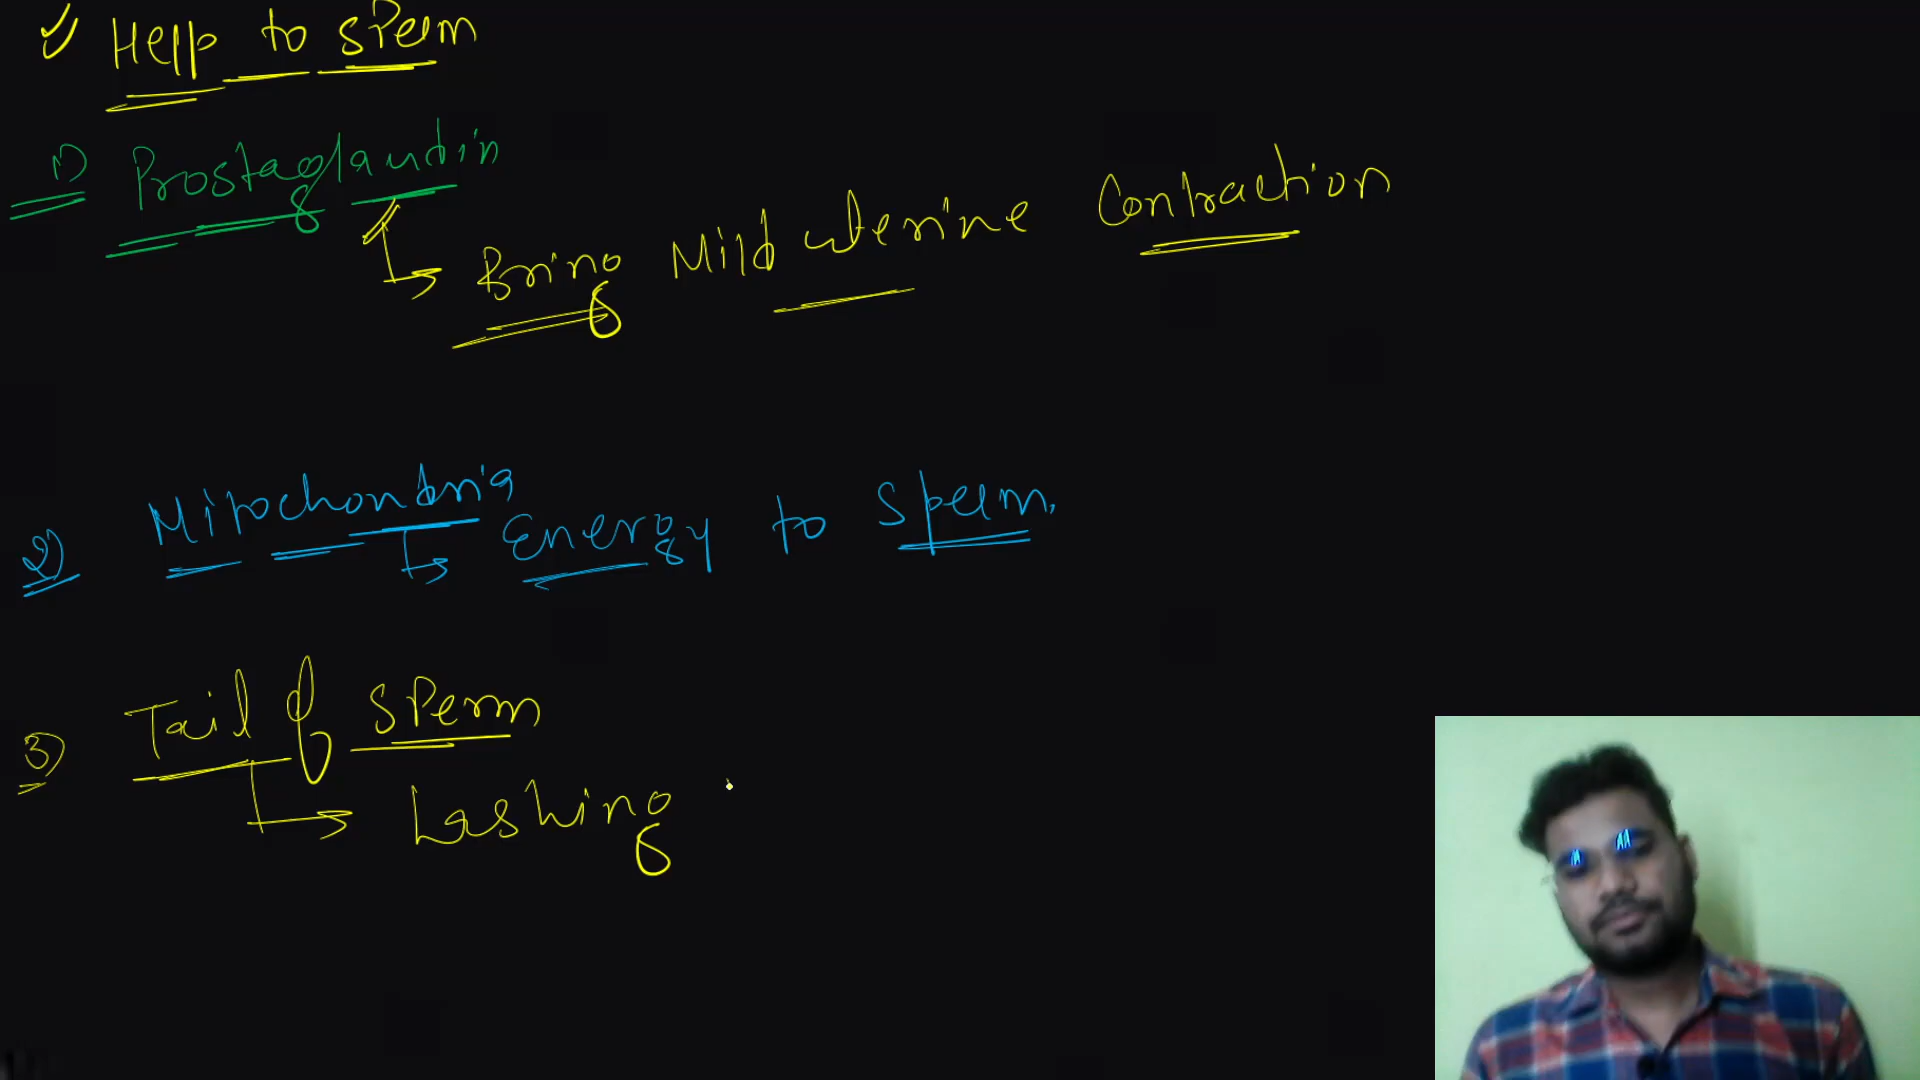 Help to sperm
1) Prostaglandin
Bring Mild uterine Contraction
2) Mitochondria
Energy to Sperm.
3) Tail of sperm
Lashing